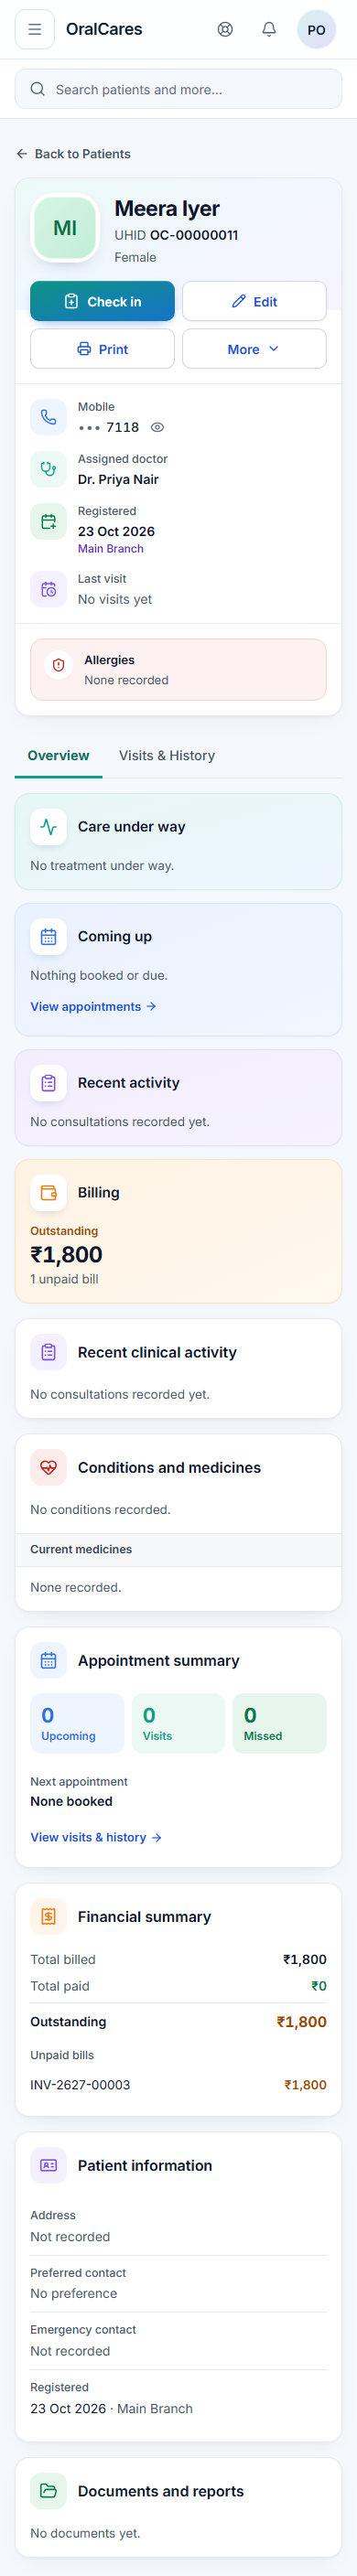 OralCares
PO
Search patients and more...
Back to Patients
MI
Meera Iyer
UHID OC-00000011
Female
Check in
Edit
Print
More
Mobile
••• 7118
Assigned doctor
Dr. Priya Nair
Registered
23 Oct 2026
Main Branch
Last visit
No visits yet
Allergies
None recorded
Overview
Visits & History
Care under way
No treatment under way.
Coming up
Nothing booked or due.
View appointments →
Recent activity
No consultations recorded yet.
Billing
Outstanding
₹1,800
1 unpaid bill
Recent clinical activity
No consultations recorded yet.
Conditions and medicines
No conditions recorded.
Current medicines
None recorded.
Appointment summary
0 0 0
Upcoming Visits Missed
Next appointment
None booked
View visits & history →
Financial summary
Total billed ₹1,800
Total paid ₹0
Outstanding ₹1,800
Unpaid bills
INV-2627-00003 ₹1,800
Patient information
Address
Not recorded
Preferred contact
No preference
Emergency contact
Not recorded
Registered
23 Oct 2026 · Main Branch
Documents and reports
No documents yet.